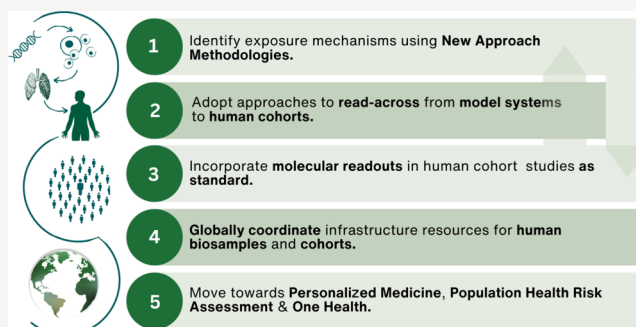 1
Identify exposure mechanisms using New Approach
Methodologies.
2
Adopt approaches to read-across from model systems
to human cohorts.
3
Incorporate molecular readouts in human cohort studies as
standard.
4
Globally coordinate infrastructure resources for human
biosamples and cohorts.
5
Move towards Personalized Medicine, Population Health Risk
Assessment & One Health.